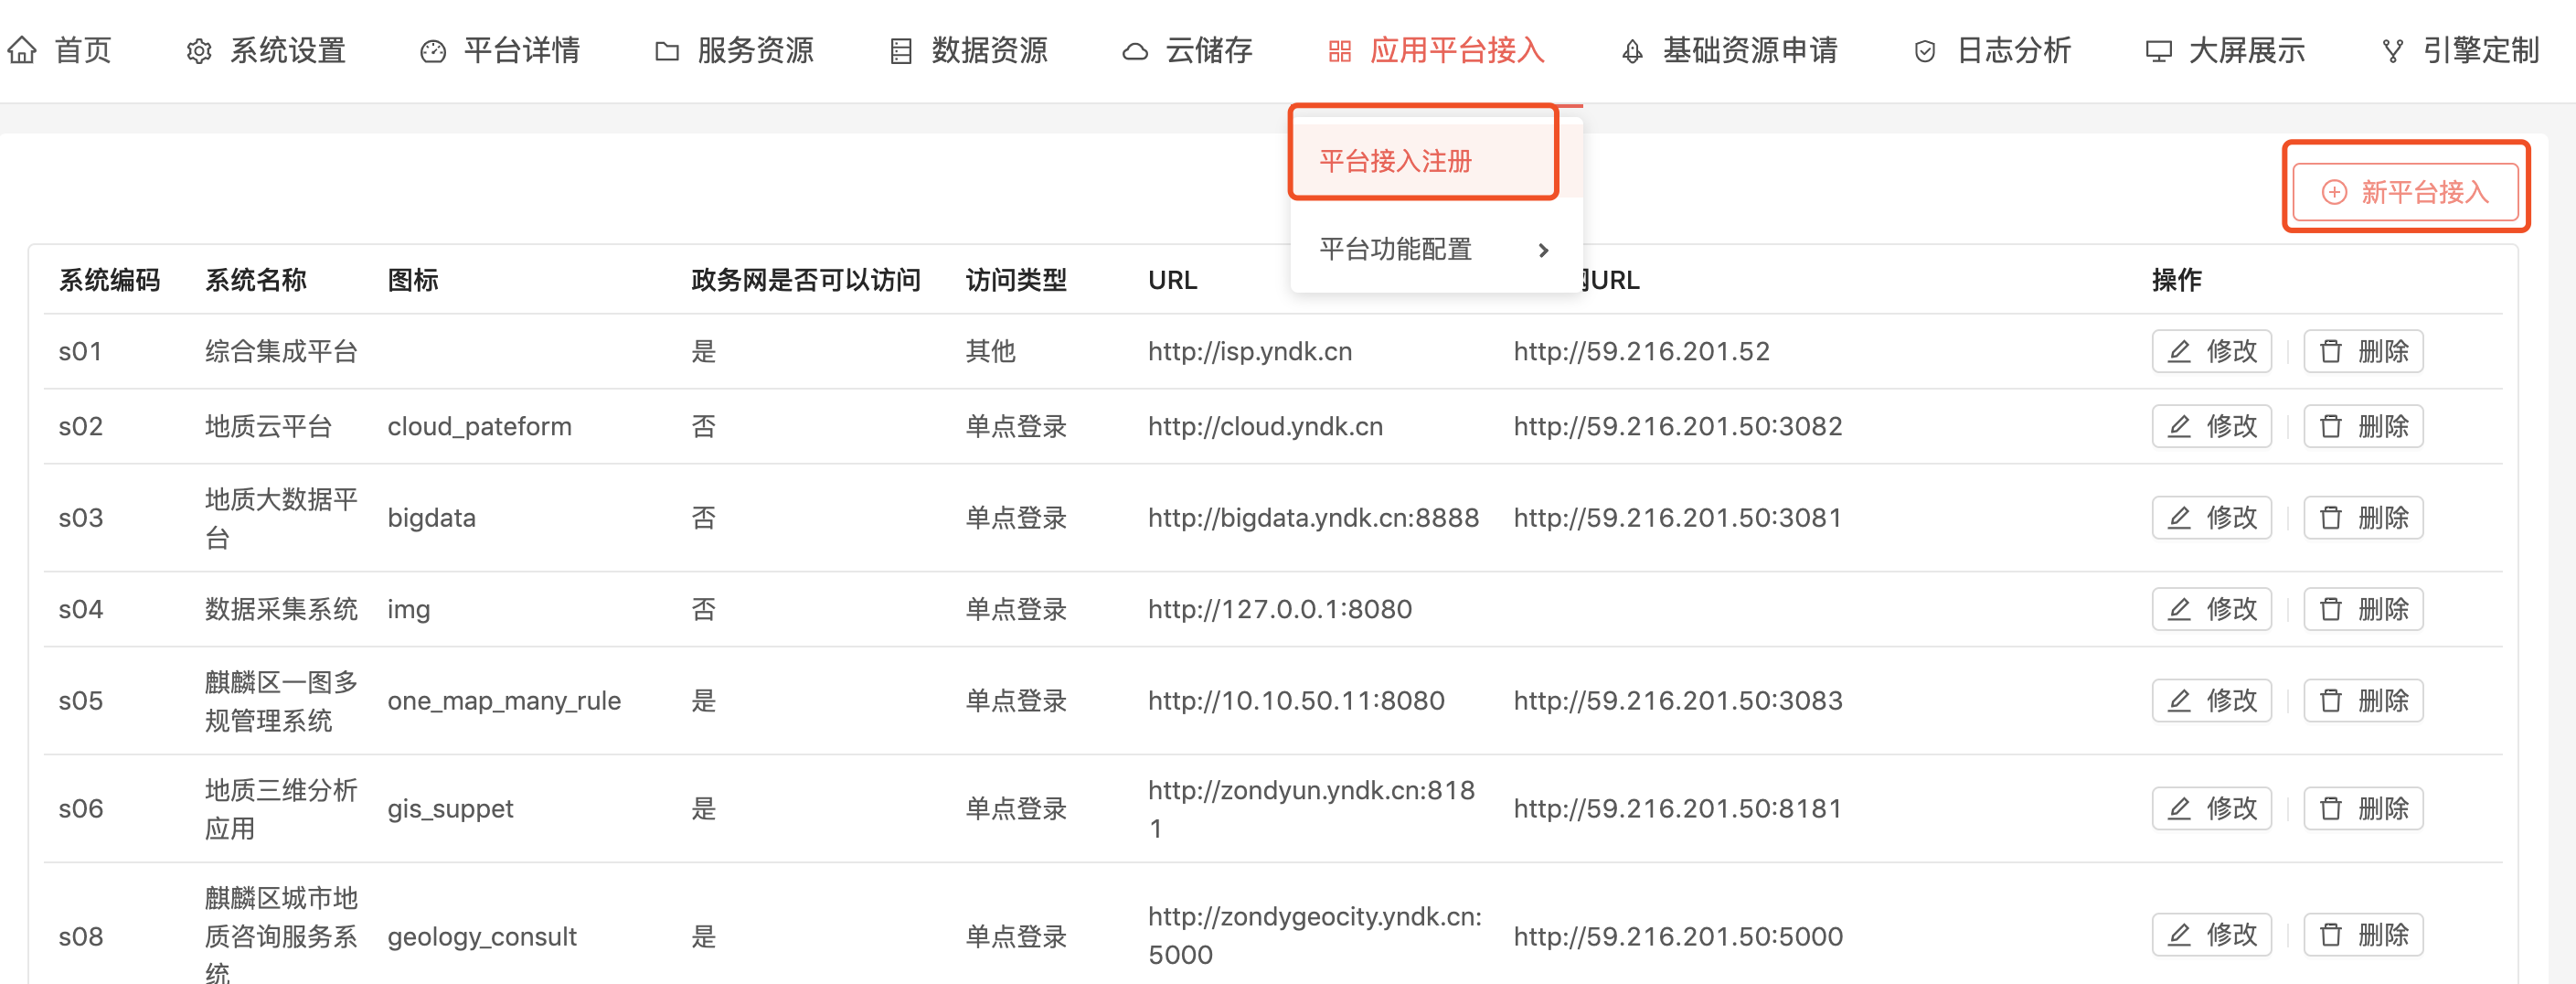 首页
系统设置
平台详情
服务资源
数据资源
云储存
应用平台接入
基础资源申请
日志分析
大屏展示
引擎定制
平台接入注册
平台功能配置
新平台接入
系统编码 系统名称 图标 政务网是否可以访问 访问类型 URL URL 操作
s01 综合集成平台 是 其他 http://isp.yndk.cn http://59.216.201.52 修改 删除
s02 地质云平台 cloud_pateform 否 单点登录 http://cloud.yndk.cn http://59.216.201.50:3082 修改 删除
s03 地质大数据平
台 bigdata 否 单点登录 http://bigdata.yndk.cn:8888 http://59.216.201.50:3081 修改 删除
s04 数据采集系统 img 否 单点登录 http://127.0.0.1:8080 修改 删除
s05 麒麟区一图多
规管理系统 one_map_many_rule 是 单点登录 http://10.10.50.11:8080 http://59.216.201.50:3083 修改 删除
s06 地质三维分析
应用 gis_suppet 是 单点登录 http://zondyun.yndk.cn:818
1 http://59.216.201.50:8181 修改 删除
s08 麒麟区城市地
质咨询服务系
统 geology_consult 是 单点登录 http://zondygeocity.yndk.cn:
5000 http://59.216.201.50:5000 修改 删除